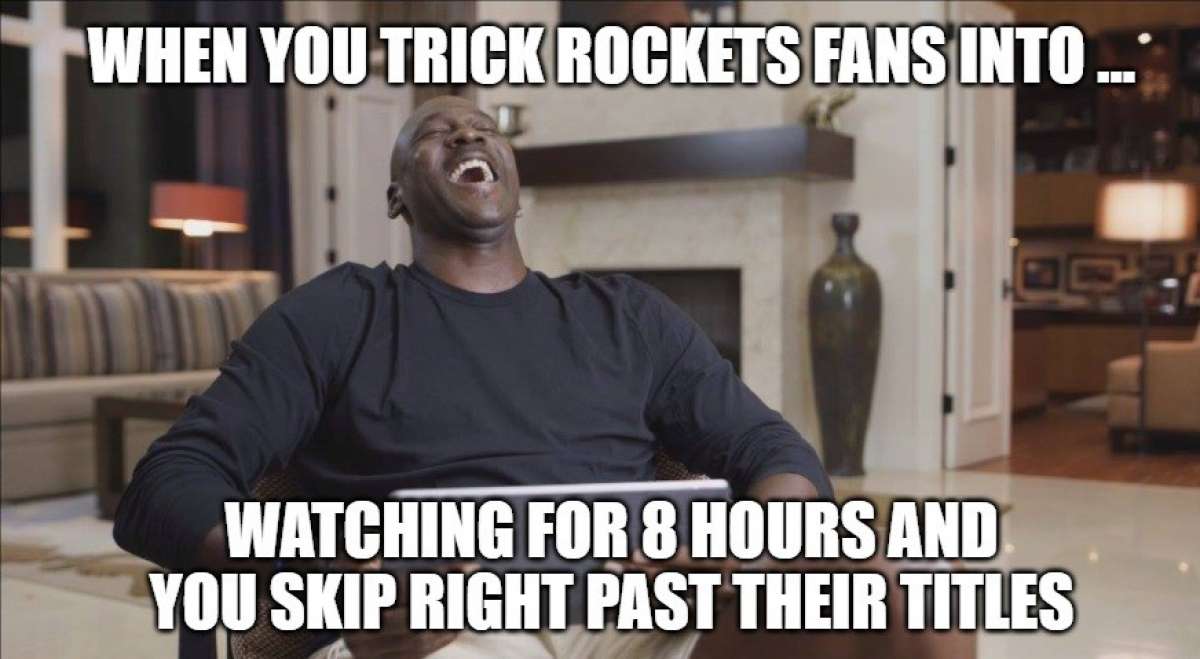 WHEN YOU TRICK ROCKETS FANS INTO ...
WATCHING FOR 8 HOURS AND
YOU SKIP RIGHT PAST THEIR TITLES